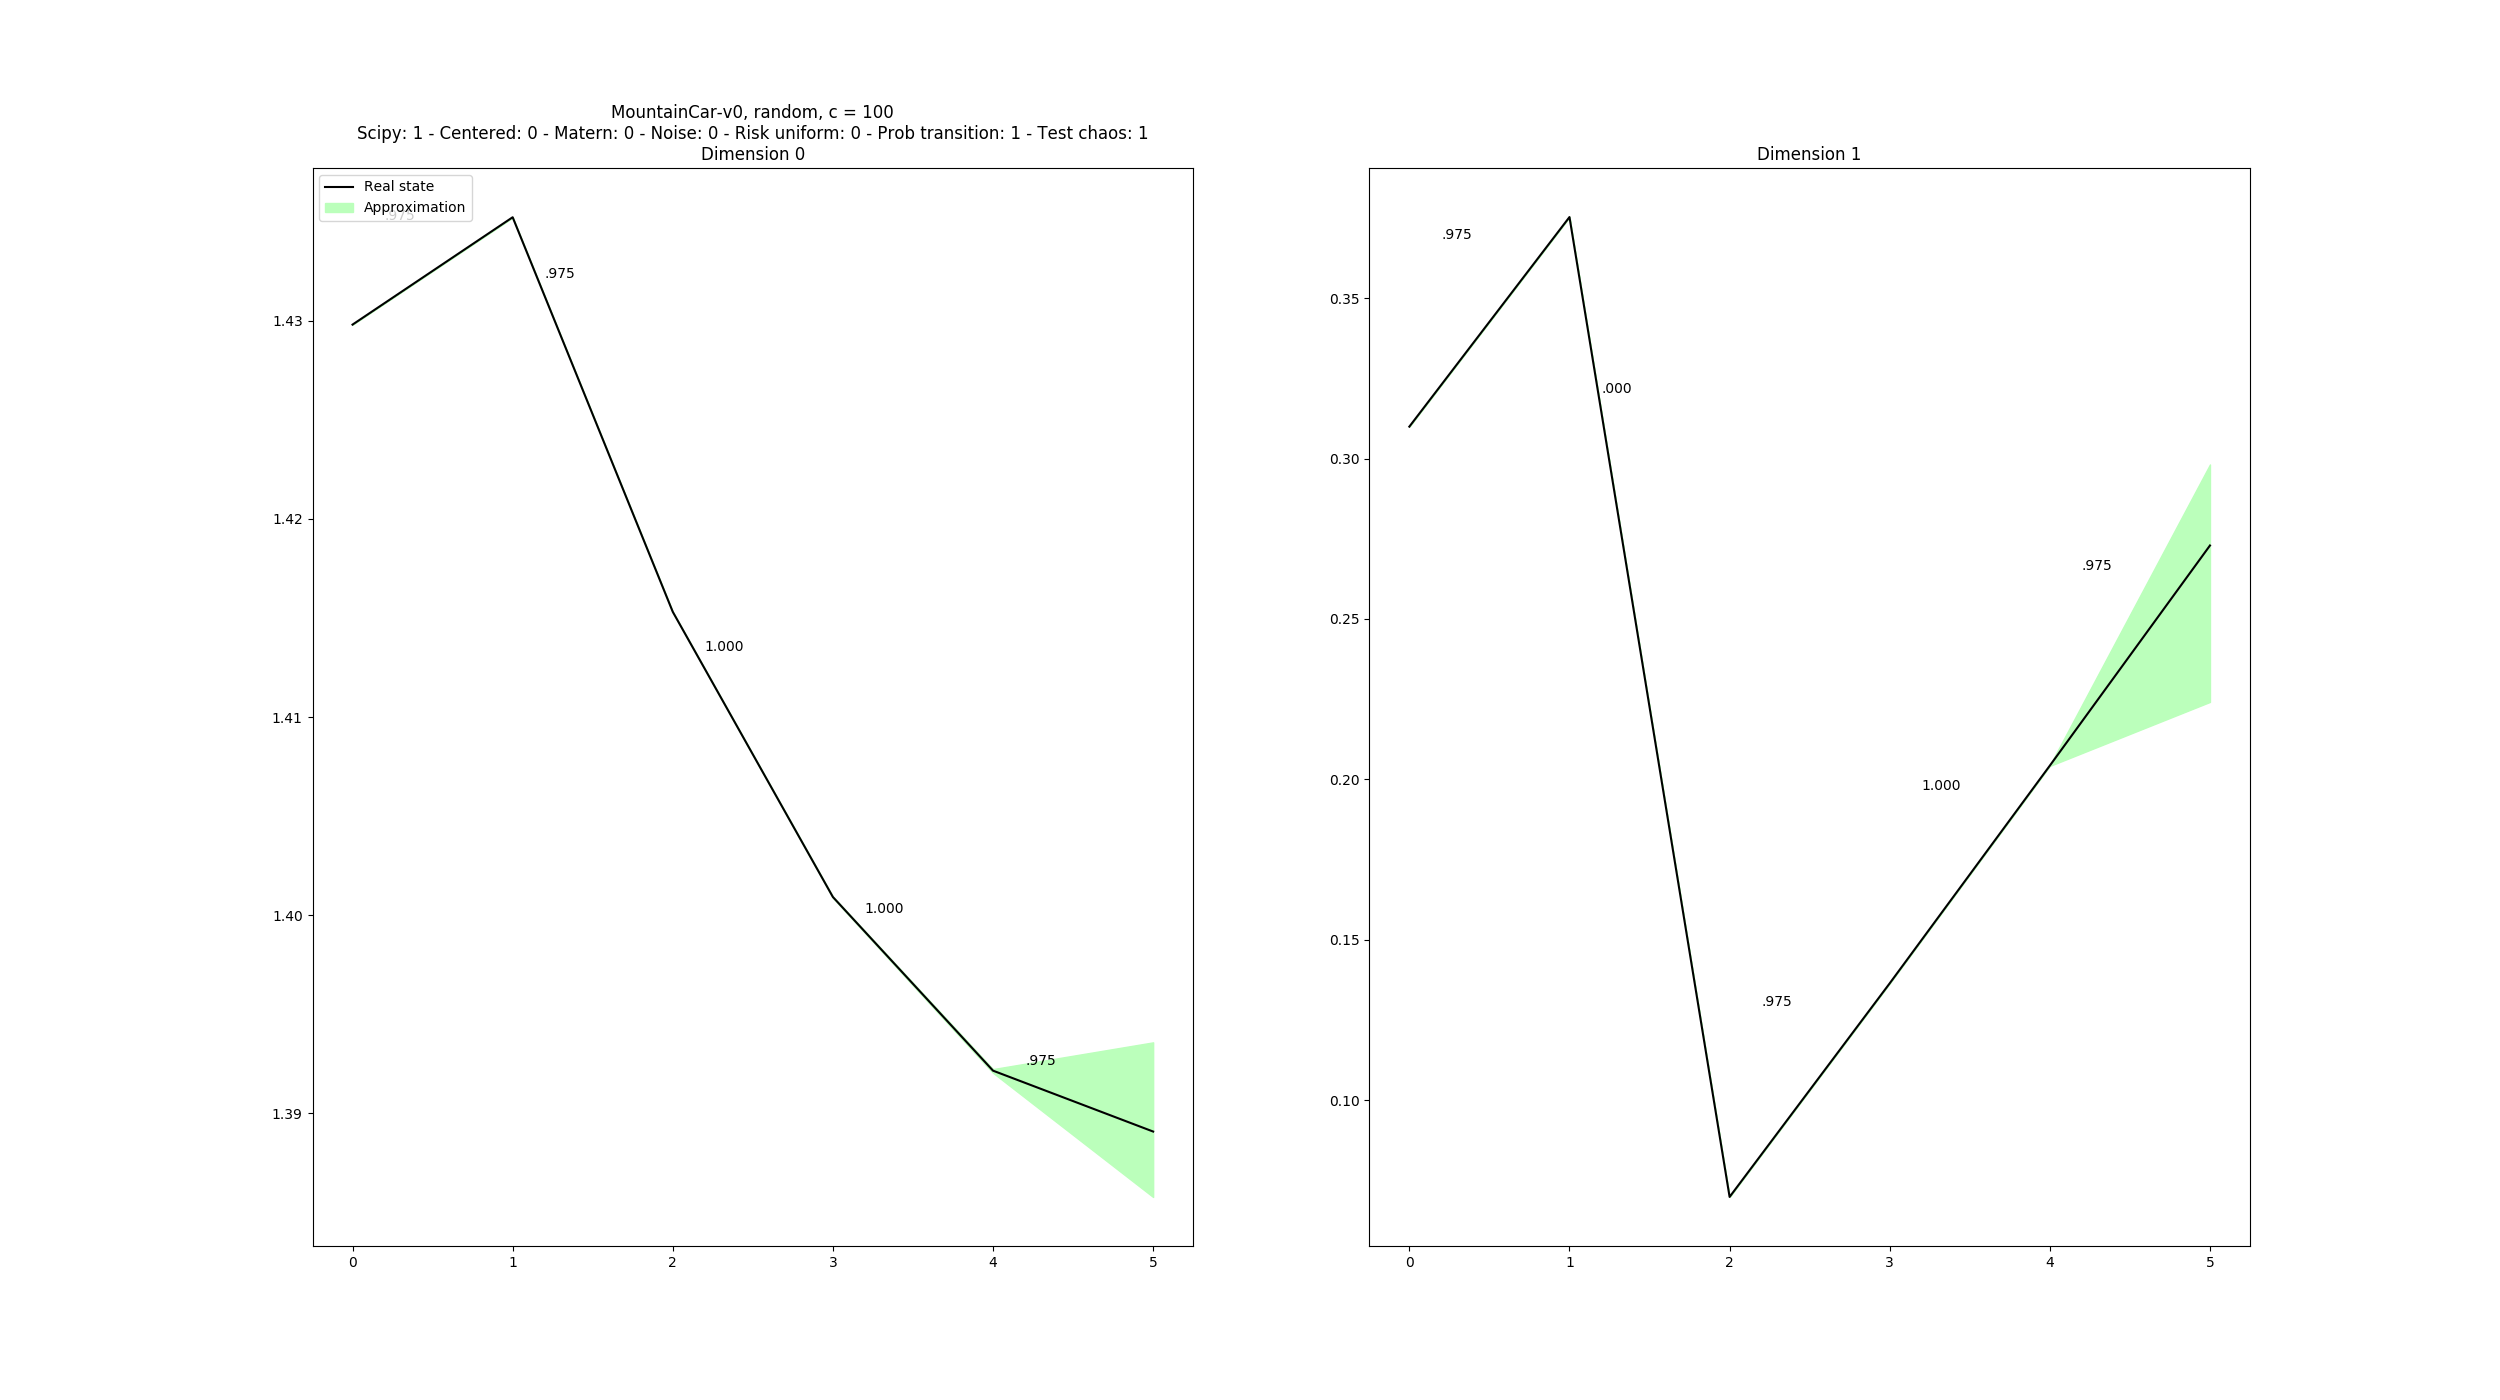 MountainCar-v0, random, c = 100
Scipy: 1 - Centered: 0 - Matern: 0 - Noise: 0 - Risk uniform: 0 - Prob transition: 1 - Test chaos: 1
Dimension 0
Real state
Approximation
.975
.975
1.000
1.000
.975
1.43
1.42
1.41
1.40
1.39
0 1 2 3 4 5
Dimension 1
.975
.000
.975
1.000
.975
0.35
0.30
0.25
0.20
0.15
0.10
0 1 2 3 4 5